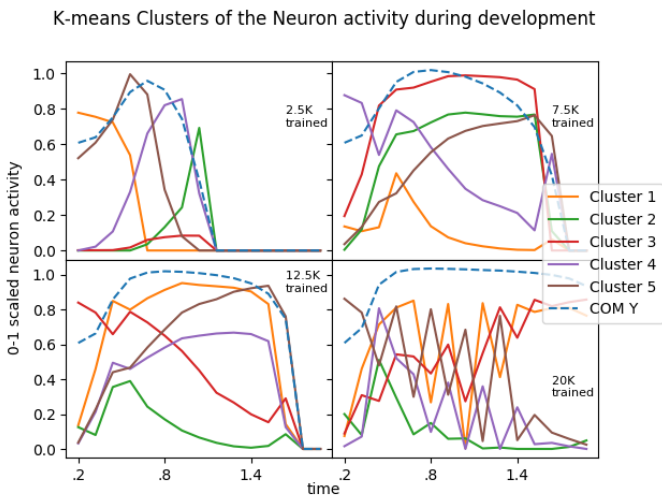 K-means Clusters of the Neuron activity during development
0-1 scaled neuron activity
1.0
0.8
0.6
0.4
0.2
0.0
2.5K
trained
7.5K
trained
1.0
0.8
0.6
0.4
0.2
0.0
12.5K
trained
20K
trained
Cluster 1
Cluster 2
Cluster 3
Cluster 4
Cluster 5
COM Y
.2
.8
1.4
.2
.8
1.4
time